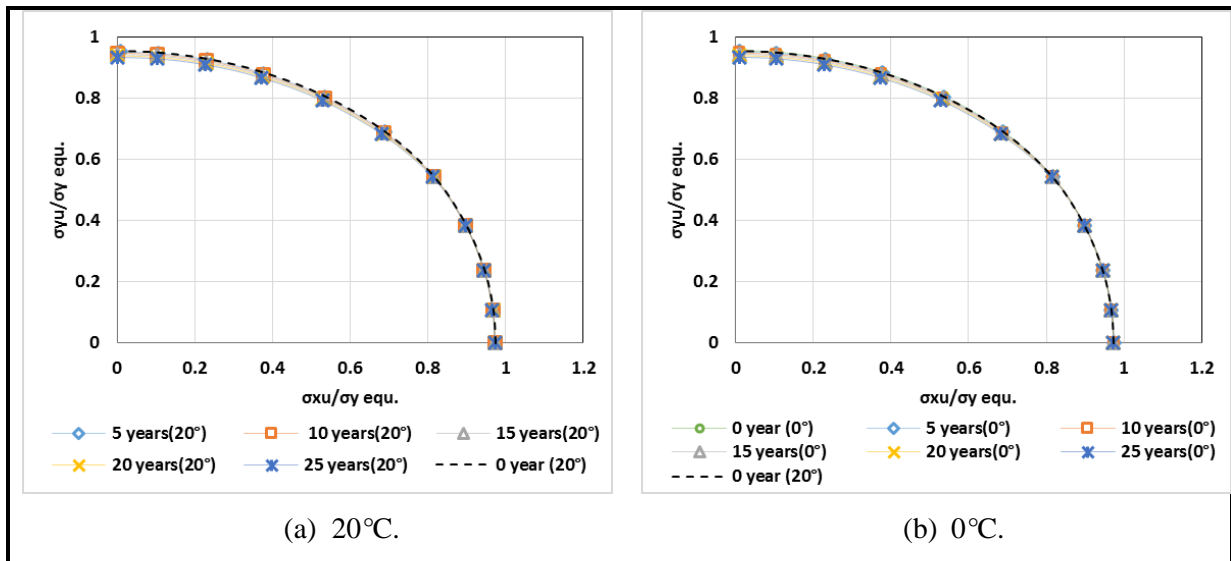 1
0.8
0.6
0.4
0.2
0
σyu/σy equ.
0 0.2 0.4 0.6 0.8 1 1.2
σxu/σy equ.
5 years(20°) 10 years(20°) 15 years(20°)
20 years(20°) 25 years(20°) 0 year (20°)
(a) 20°C.
1
0.8
0.6
0.4
0.2
0
σyu/σy equ.
0 0.2 0.4 0.6 0.8 1 1.2
σxu/σy equ.
0 year (0°) 5 years(0°) 10 years(0°)
15 years(0°) 20 years(0°) 25 years(0°)
0 year (20°)
(b) 0°C.